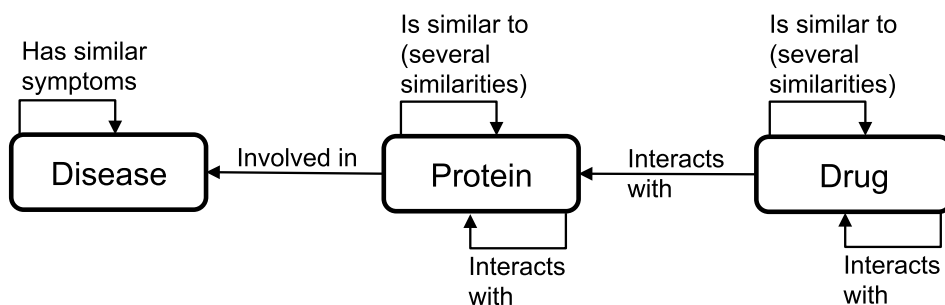 Has similar
symptoms
Is similar to
(several
similarities)
Is similar to
(several
similarities)
Disease
Involved in
Protein
Interacts
with
Drug
Interacts
with
Interacts
with